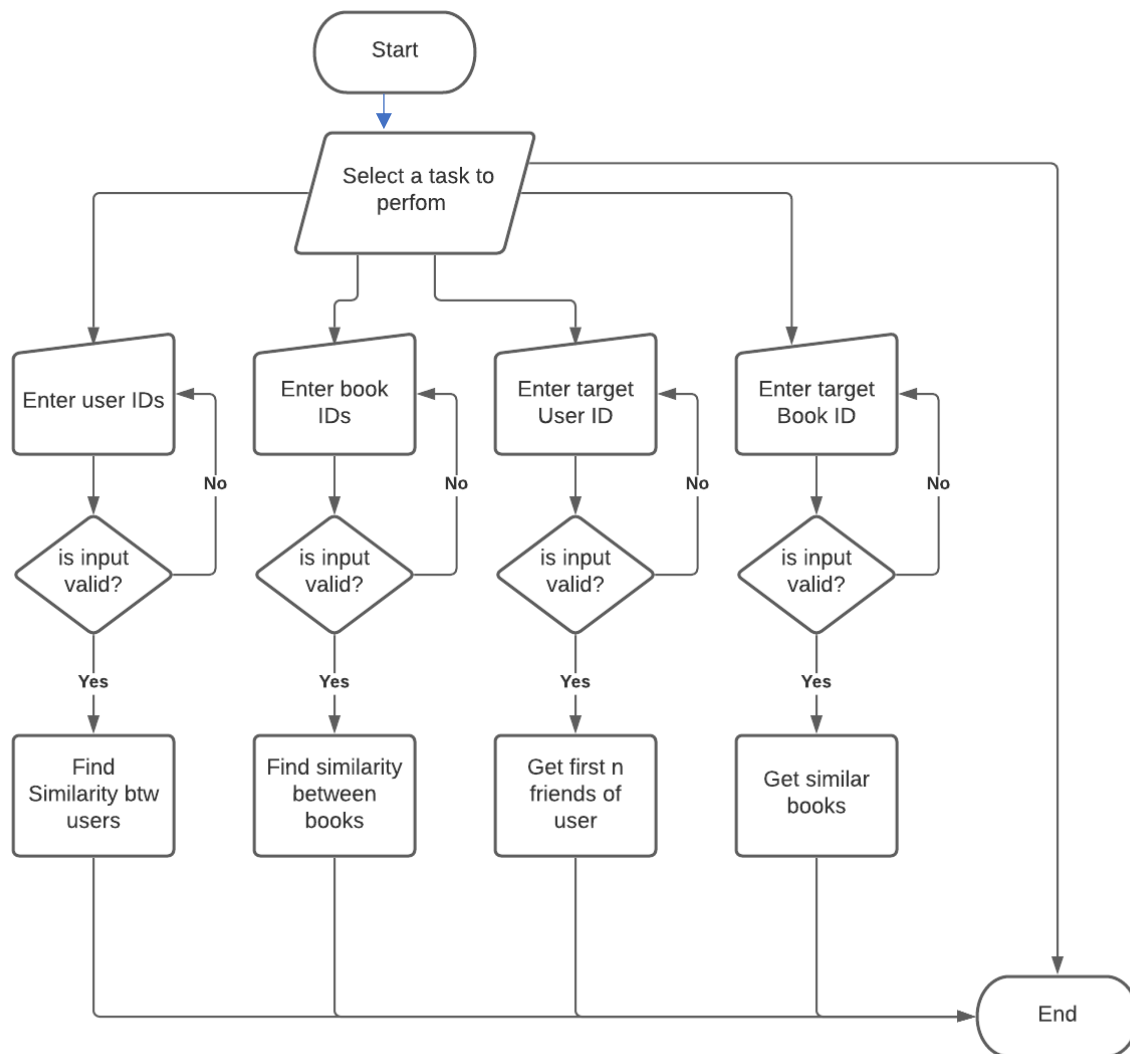 Start
Select a task to
perfom
Enter user IDs
Enter book
IDs
Enter target
User ID
Enter target
Book ID
No
No
No
No
is input
valid?
is input
valid?
is input
valid?
is input
valid?
Yes
Yes
Yes
Yes
Find
Similarity btw
users
Find similarity
between
books
Get first n
friends of
user
Get similar
books
End